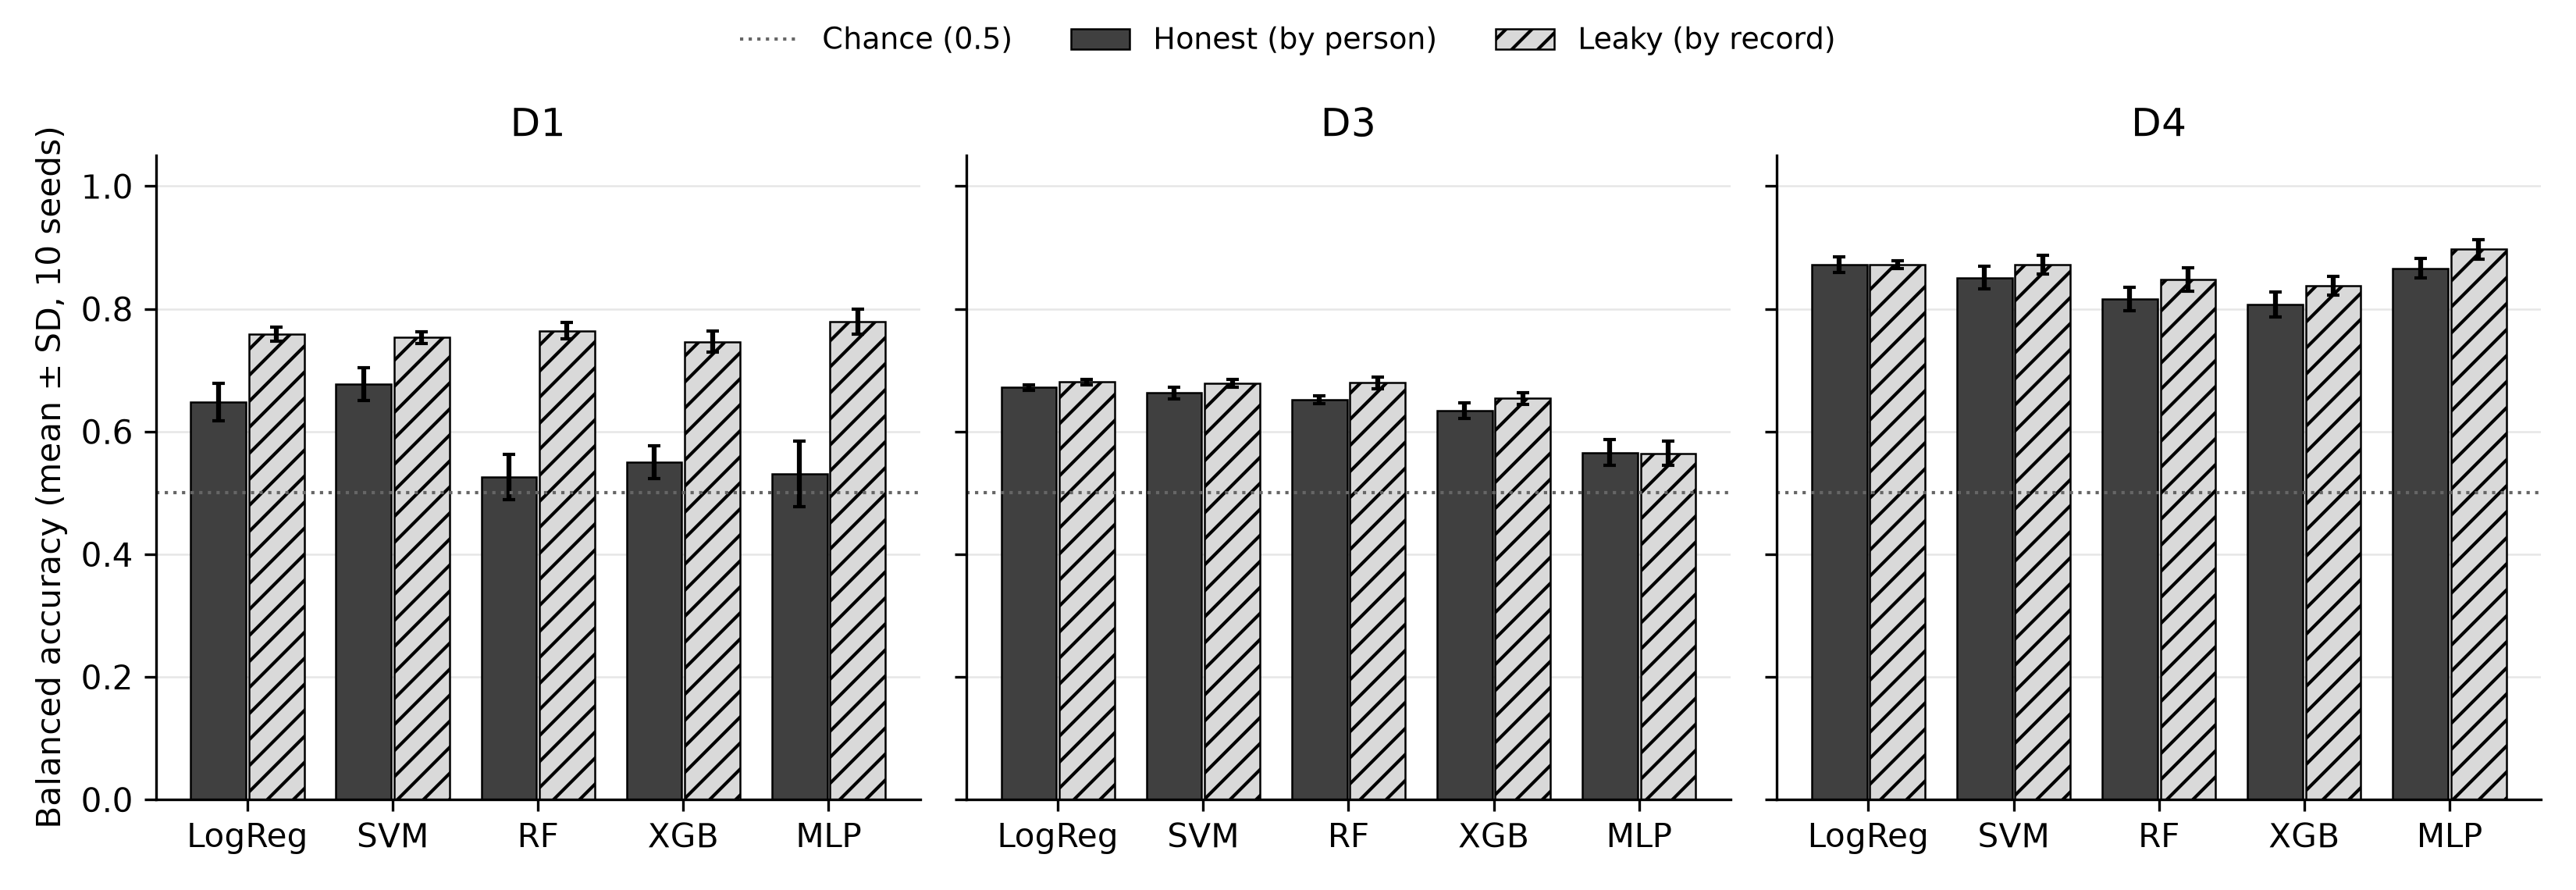 Chance (0.5) Honest (by person) Leaky (by record)
D1 D3 D4
Balanced accuracy (mean ± SD, 10 seeds)
1.0
0.8
0.6
0.4
0.2
0.0
LogReg SVM RF XGB MLP LogReg SVM RF XGB MLP LogReg SVM RF XGB MLP